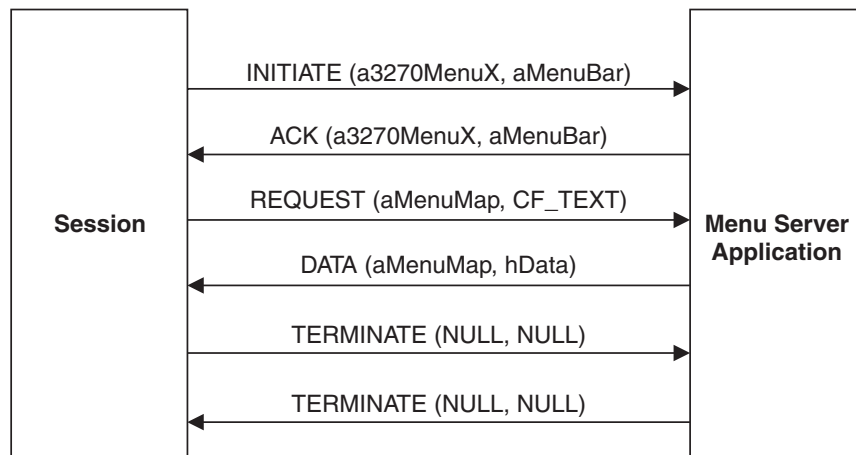 INITIATE (a3270MenuX, aMenuBar)
ACK (a3270MenuX, aMenuBar)
REQUEST (aMenuMap, CF_TEXT)
Session
Menu Server
Application
DATA (aMenuMap, hData)
TERMINATE (NULL, NULL)
TERMINATE (NULL, NULL)